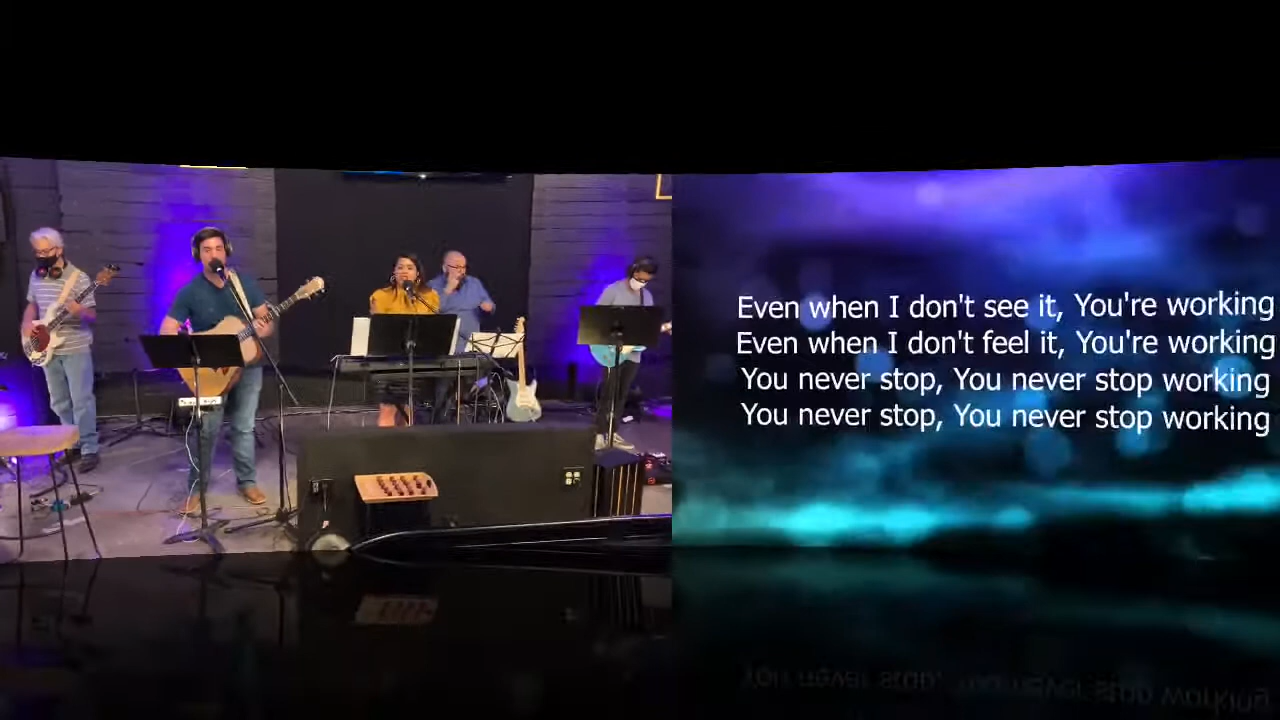 Even when I don't see it, You're working
Even when I don't feel it, You're working
You never stop, You never stop working
You never stop, You never stop working